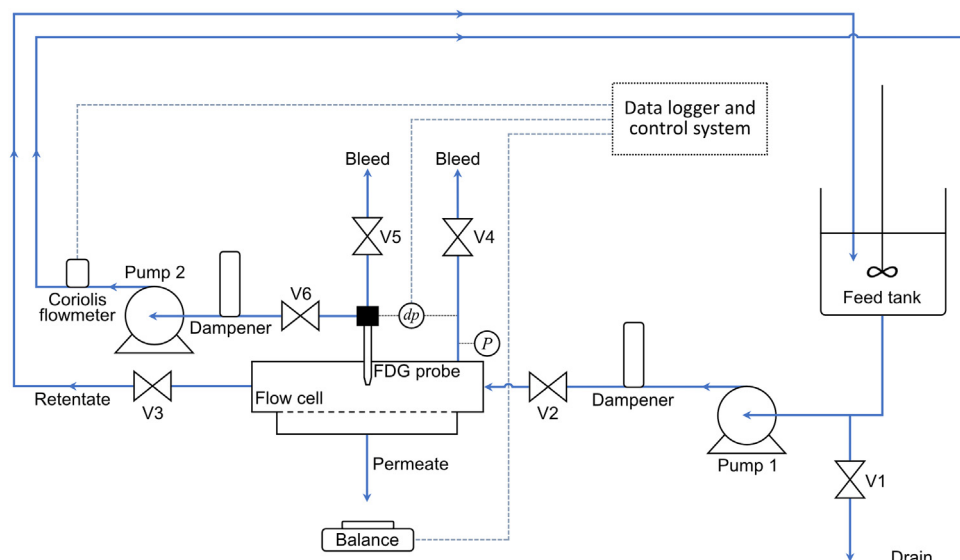 Data logger and
control system
Bleed
Bleed
V5
V4
Pump 2
V6
Coriolis
flowmeter
Dampener
dp
P
Feed tank
FDG probe
Flow cell
Retentate
V3
V2
Dampener
Pump 1
Permeate
V1
Balance
Drain